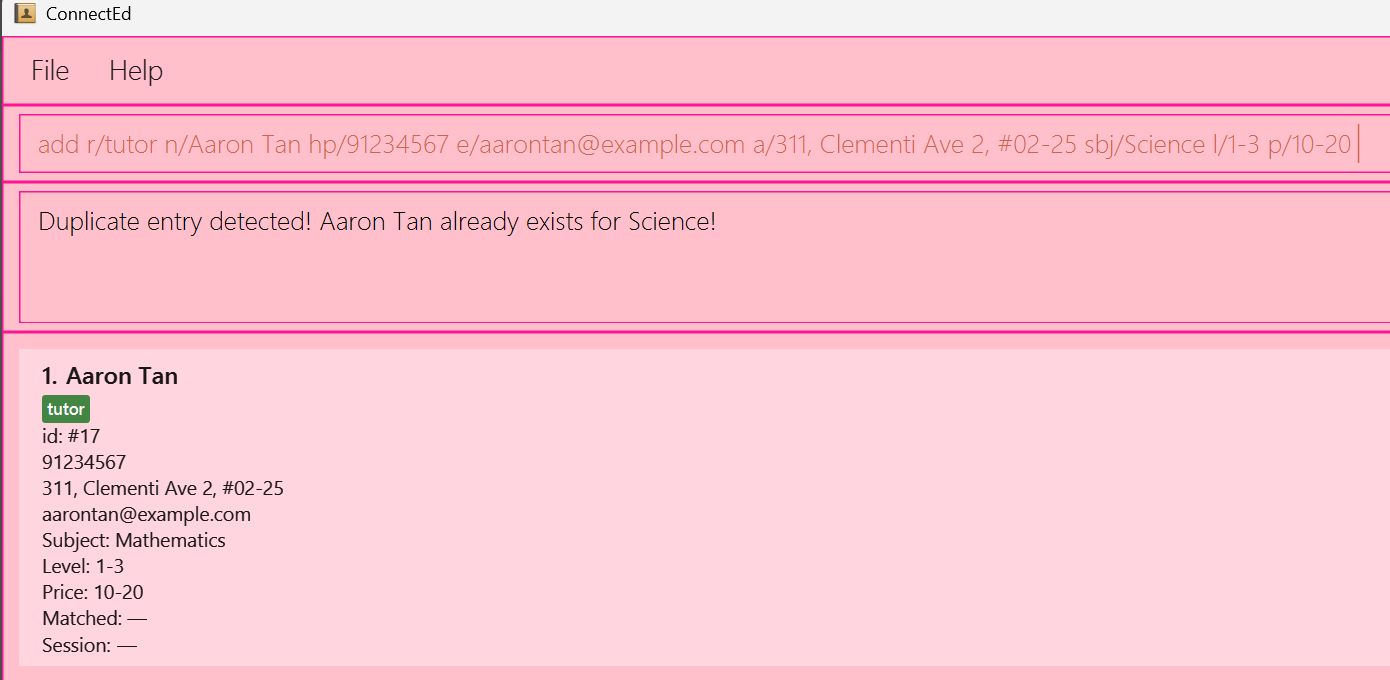 ConnectEd
File Help
add r/tutor n/Aaron Tan hp/91234567 e/aarontan@example.com a/311, Clementi Ave 2, #02-25 sbj/Science l/1-3 p/10-20
Duplicate entry detected! Aaron Tan already exists for Science!
1. Aaron Tan
tutor
id: #17
91234567
311, Clementi Ave 2, #02-25
aarontan@example.com
Subject: Mathematics
Level: 1-3
Price: 10-20
Matched: —
Session: —